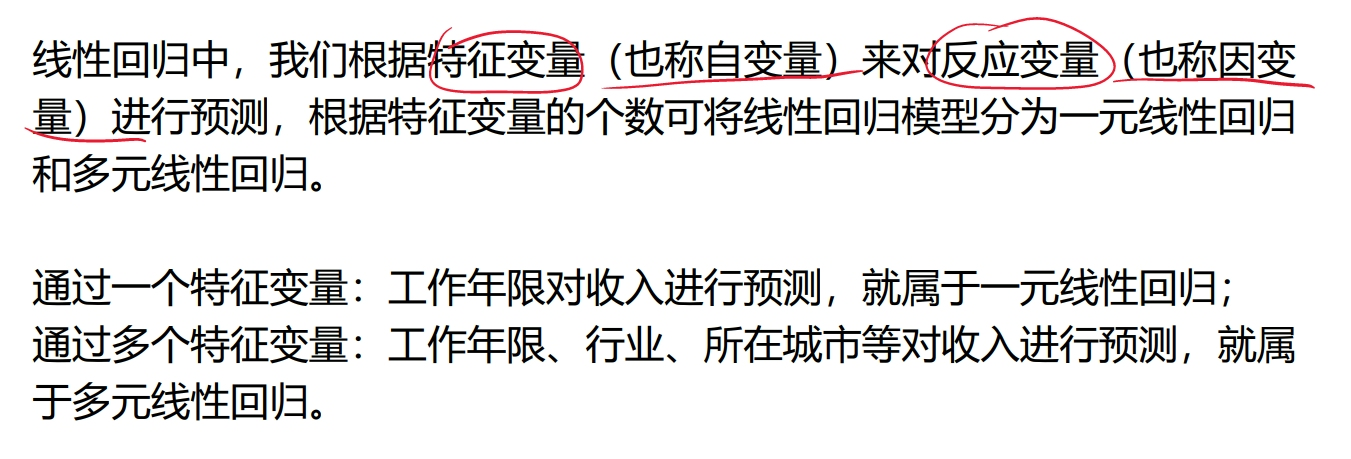 线性回归中，我们根据特征变量（也称自变量）来对反应变量（也称因变
量）进行预测，根据特征变量的个数可将线性回归模型分为一元线性回归
和多元线性回归。
通过一个特征变量：工作年限对收入进行预测，就属于一元线性回归；
通过多个特征变量：工作年限、行业、所在城市等对收入进行预测，就属
于多元线性回归。